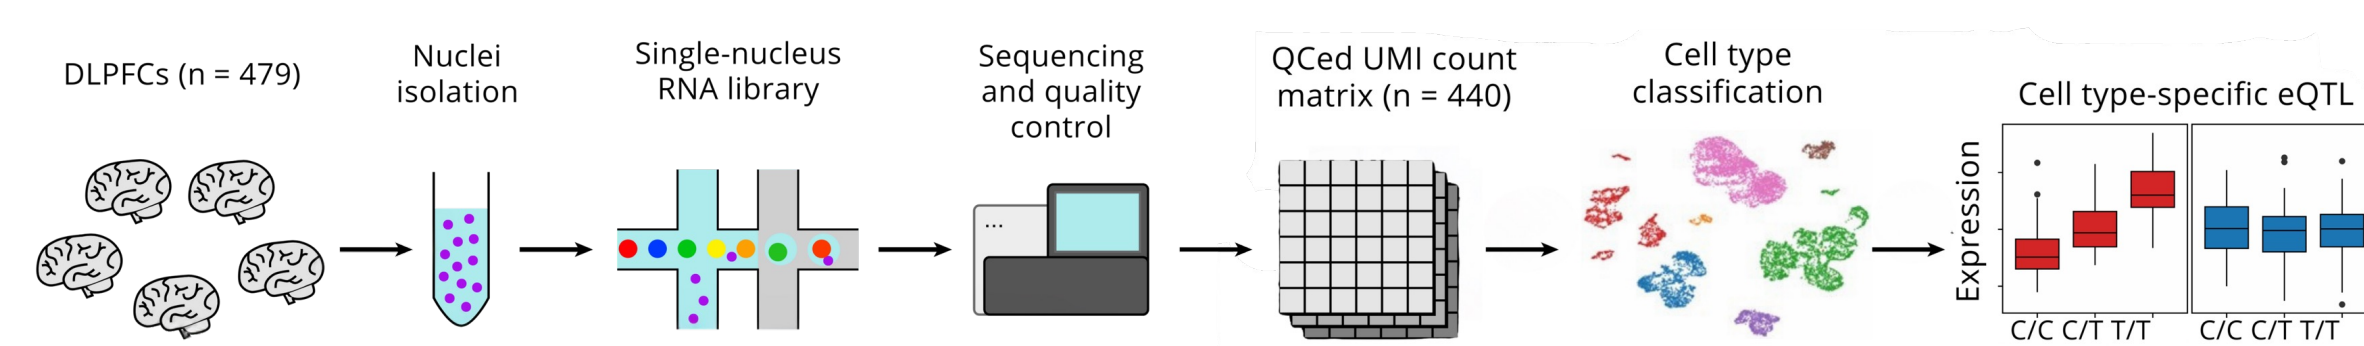 DLPFCs (n = 479)
Nuclei
isolation
Single-nucleus
RNA library
Sequencing
and quality
control
QCed UMI count
matrix (n = 440)
Cell type
classification
Cell type-specific eQTL
Expression
C/C C/T T/T
C/C C/T T/T